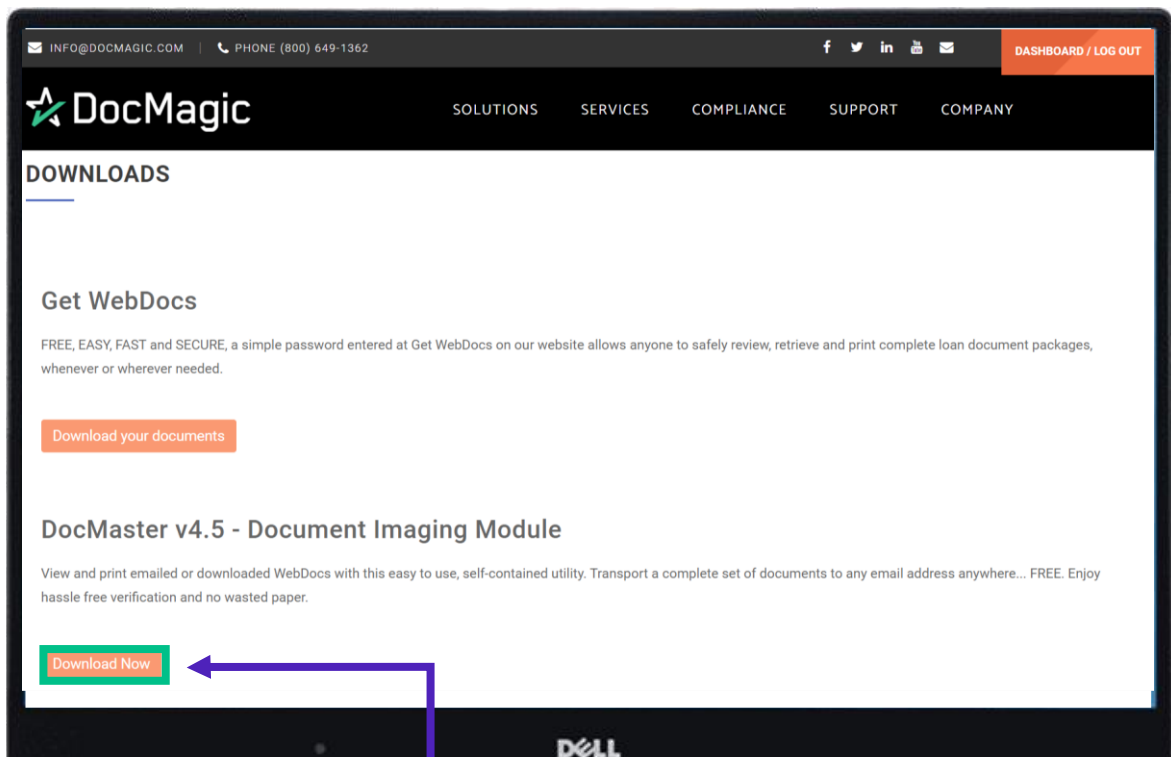 INFO@DOCMAGIC.COM | PHONE (800) 649-1362
DASHBOARD / LOG OUT
DocMagic
SOLUTIONS SERVICES COMPLIANCE SUPPORT COMPANY
DOWNLOADS
Get WebDocs
FREE, EASY, FAST and SECURE, a simple password entered at Get WebDocs on our website allows anyone to safely review, retrieve and print complete loan document packages,
whenever or wherever needed.
Download your documents
DocMaster v4.5 - Document Imaging Module
View and print emailed or downloaded WebDocs with this easy to use, self-contained utility. Transport a complete set of documents to any email address anywhere... FREE. Enjoy
hassle free verification and no wasted paper.
Download Now
DELL